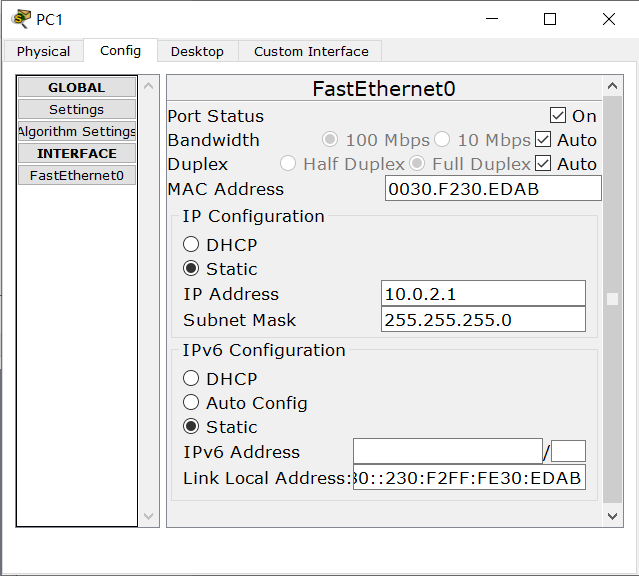 PC1
Physical Config Desktop Custom Interface
GLOBAL
Settings
Algorithm Settings
INTERFACE
FastEthernet0
FastEthernet0
Port Status On
Bandwidth 100 Mbps 10 Mbps Auto
Duplex Half Duplex Full Duplex Auto
MAC Address 0030.F230.EDAB
IP Configuration
DHCP
Static
IP Address 10.0.2.1
Subnet Mask 255.255.255.0
IPv6 Configuration
DHCP
Auto Config
Static
IPv6 Address /
Link Local Address: 30::230:F2FF:FE30:EDAB